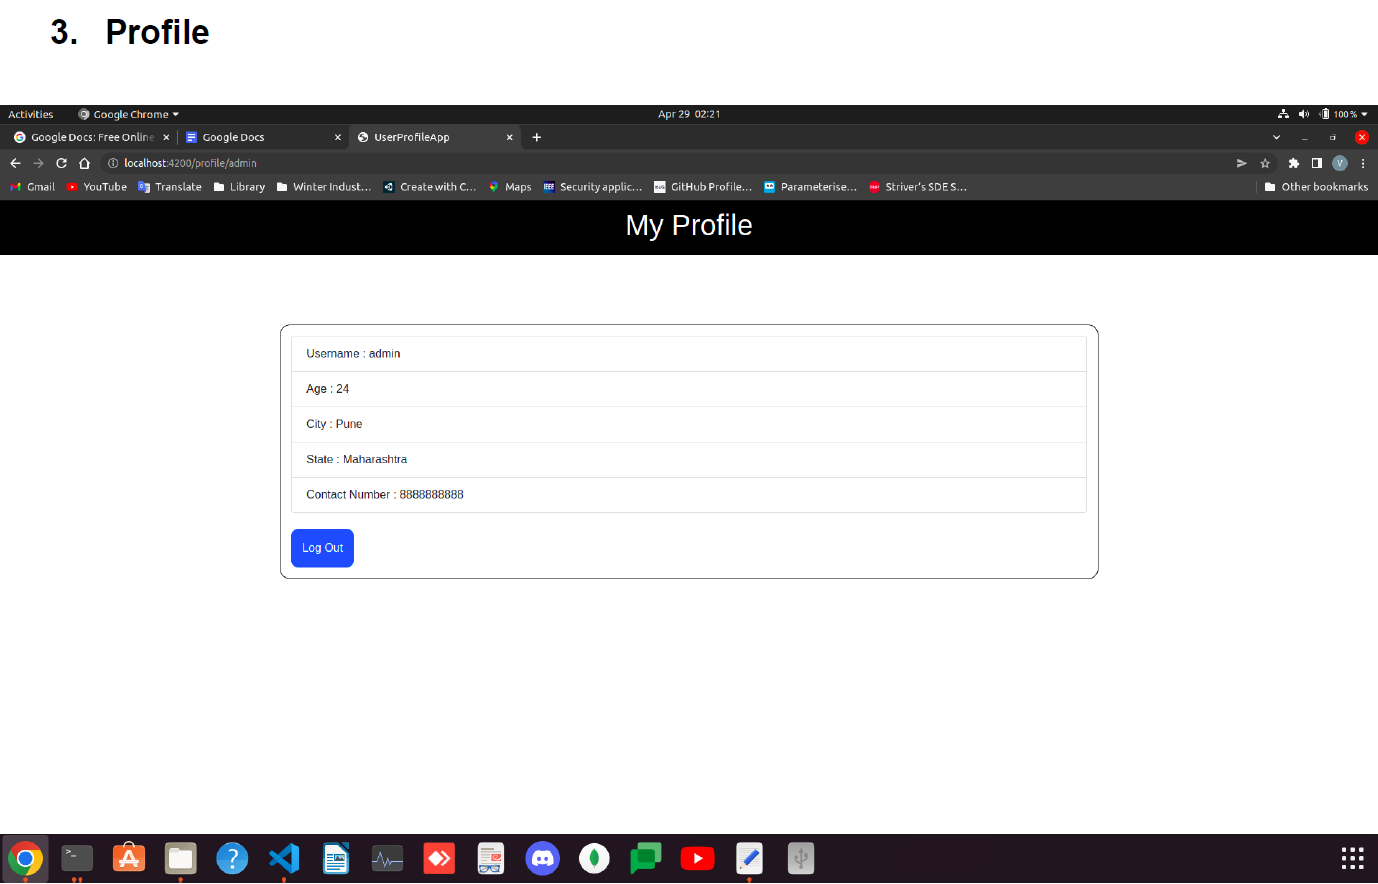 3. Profile
Activities Google Chrome Apr 29 02:21 100 %
Google Docs: Free Online Google Docs UserProfileApp
localhost:4200/profile/admin V
Gmail YouTube Translate Library Winter Indust... Create with C... Maps Security applic... GitHub Profile... Parameterise... Striver's SDE S... Other bookmarks
My Profile
Username : admin
Age : 24
City : Pune
State : Maharashtra
Contact Number : 8888888888
Log Out